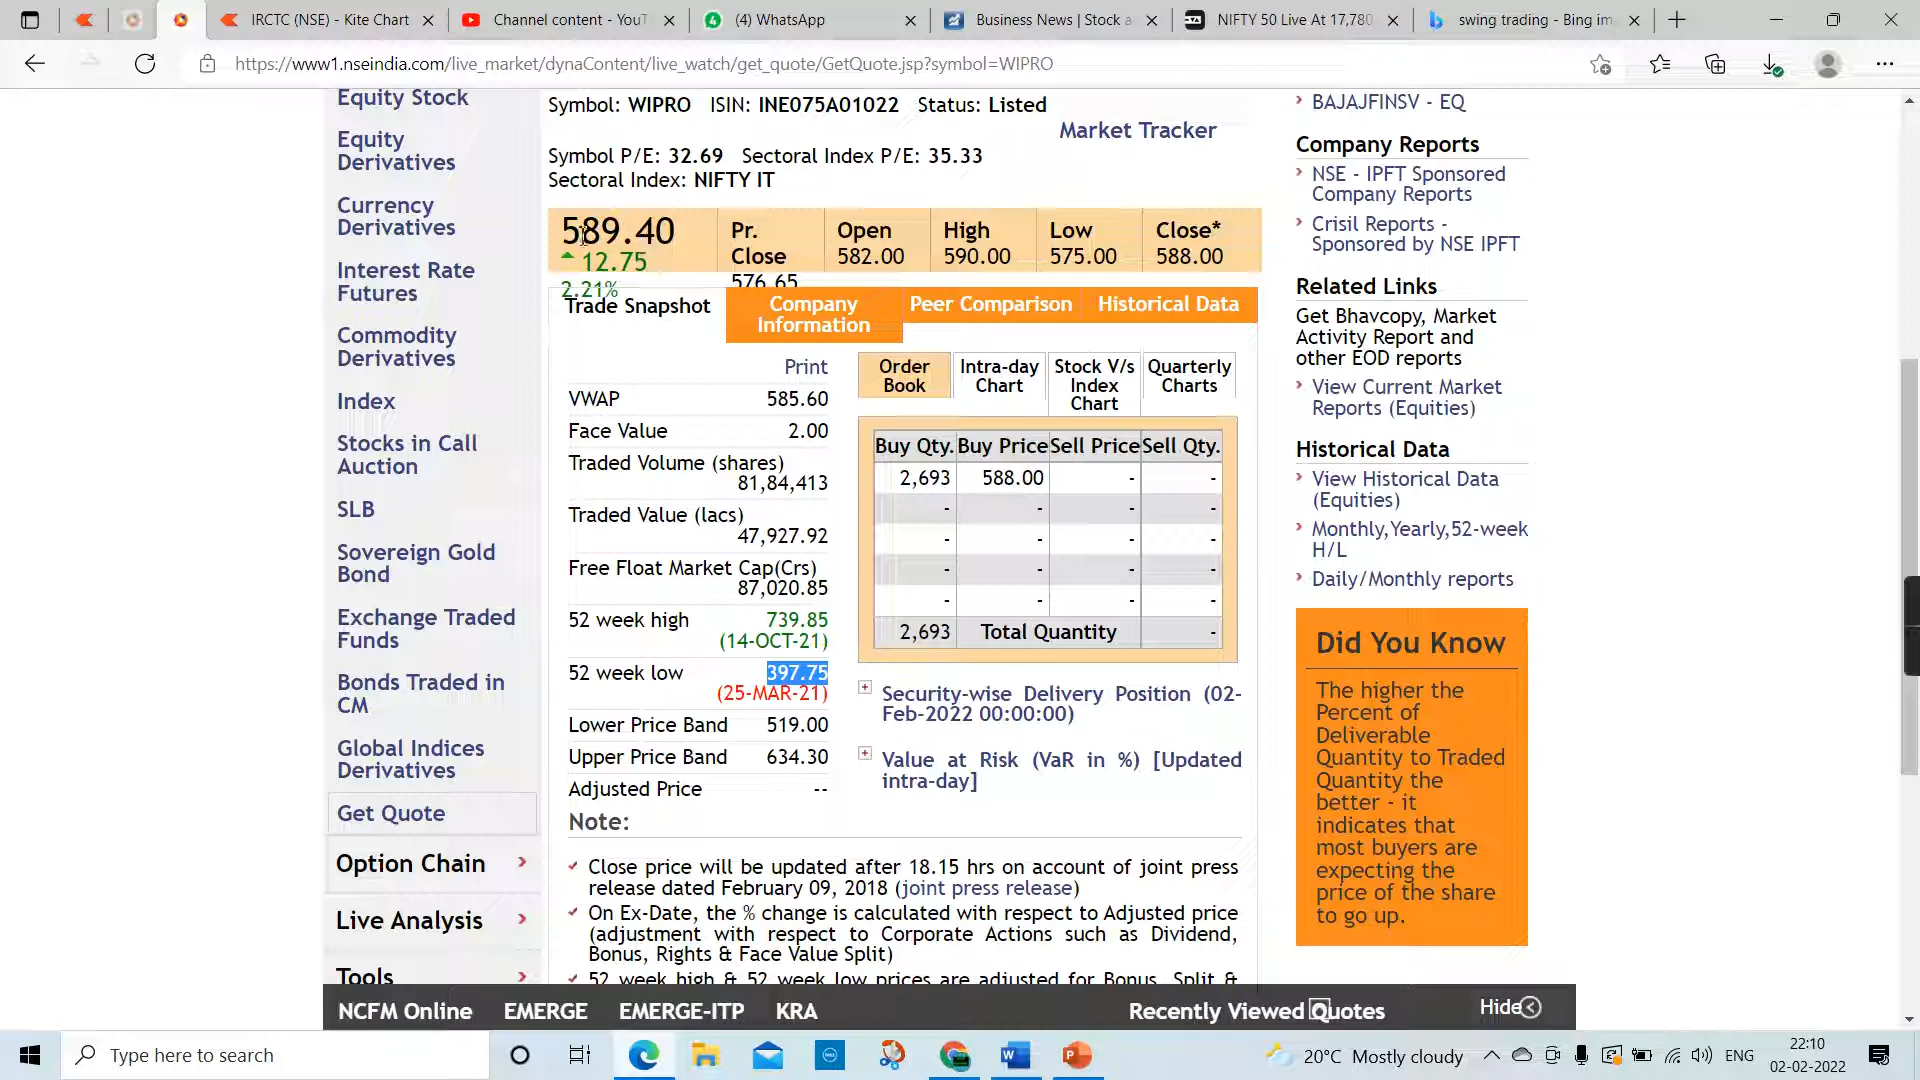 IRCTC (NSE) - Kite Chart
Channel content - YouT
(4) WhatsApp
Business News | Stock a
NIFTY 50 Live At 17,780
swing trading - Bing im
https://www1.nseindia.com/live_market/dynaContent/live_watch/get_quote/GetQuote.jsp?symbol=WIPRO
Equity Stock
Equity
Derivatives
Currency
Derivatives
Interest Rate
Futures
Commodity
Derivatives
Index
Stocks in Call
Auction
SLB
Sovereign Gold
Bond
Exchange Traded
Funds
Bonds Traded in
CM
Global Indices
Derivatives
Get Quote
Option Chain
Live Analysis
Tools
Symbol: WIPRO ISIN: INE075A01022 Status: Listed
Market Tracker
Symbol P/E: 32.69 Sectoral Index P/E: 35.33
Sectoral Index: NIFTY IT
589.40
12.75
2.21%
Pr.
Close
576.65
Open
582.00
High
590.00
Low
575.00
Close*
588.00
Trade Snapshot
Company
Information
Peer Comparison
Historical Data
Print
VWAP 585.60
Face Value 2.00
Traded Volume (shares)
81,84,413
Traded Value (lacs)
47,927.92
Free Float Market Cap(Crs)
87,020.85
52 week high 739.85
(14-OCT-21)
52 week low 397.75
(25-MAR-21)
Lower Price Band 519.00
Upper Price Band 634.30
Adjusted Price --
Order
Book
Intra-day
Chart
Stock V/s
Index
Chart
Quarterly
Charts
Buy Qty. Buy Price Sell Price Sell Qty.
2,693 588.00 - -
- - - -
- - - -
- - - -
- - - -
2,693 Total Quantity -
Security-wise Delivery Position (02-
Feb-2022 00:00:00)
Value at Risk (VaR in %) [Updated
intra-day]
Note:
Close price will be updated after 18.15 hrs on account of joint press
release dated February 09, 2018 (joint press release)
On Ex-Date, the % change is calculated with respect to Adjusted price
(adjustment with respect to Corporate Actions such as Dividend,
Bonus, Rights & Face Value Split)
52 week high & 52 week low prices are adjusted for Bonus, Split &
BAJAJFINSV - EQ
Company Reports
NSE - IPFT Sponsored
Company Reports
Crisil Reports -
Sponsored by NSE IPFT
Related Links
Get Bhavcopy, Market
Activity Report and
other EOD reports
View Current Market
Reports (Equities)
Historical Data
View Historical Data
(Equities)
Monthly,Yearly,52-week
H/L
Daily/Monthly reports
Did You Know
The higher the
Percent of
Deliverable
Quantity to Traded
Quantity the
better - it
indicates that
most buyers are
expecting the
price of the share
to go up.
NCFM Online EMERGE EMERGE-ITP KRA Recently Viewed Quotes Hide
Type here to search
20°C Mostly cloudy
ENG
22:10
02-02-2022